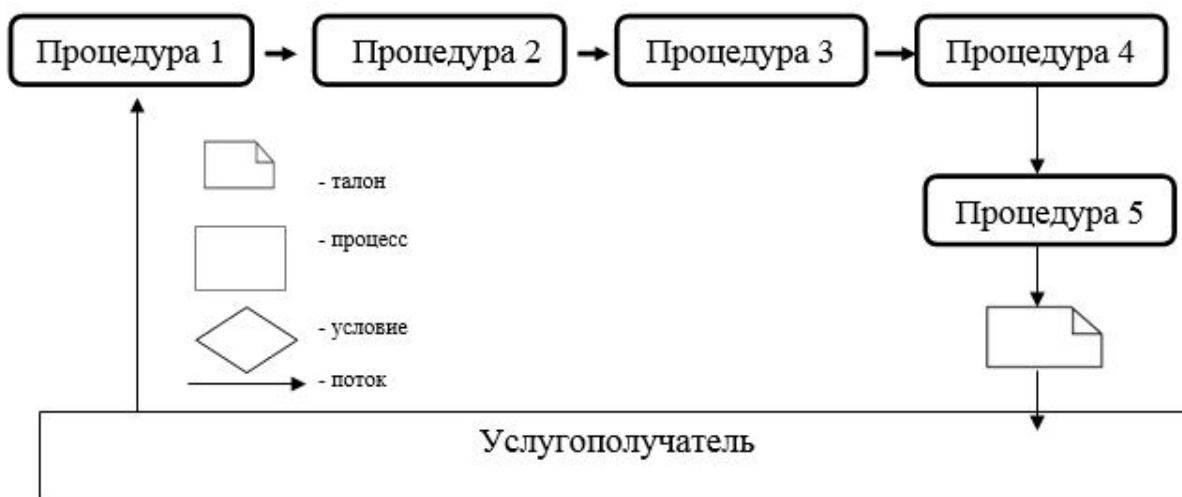 Процедура 1
Процедура 2
Процедура 3
Процедура 4
- талон
Процедура 5
- процесс
- условие
- поток
Услугополучатель